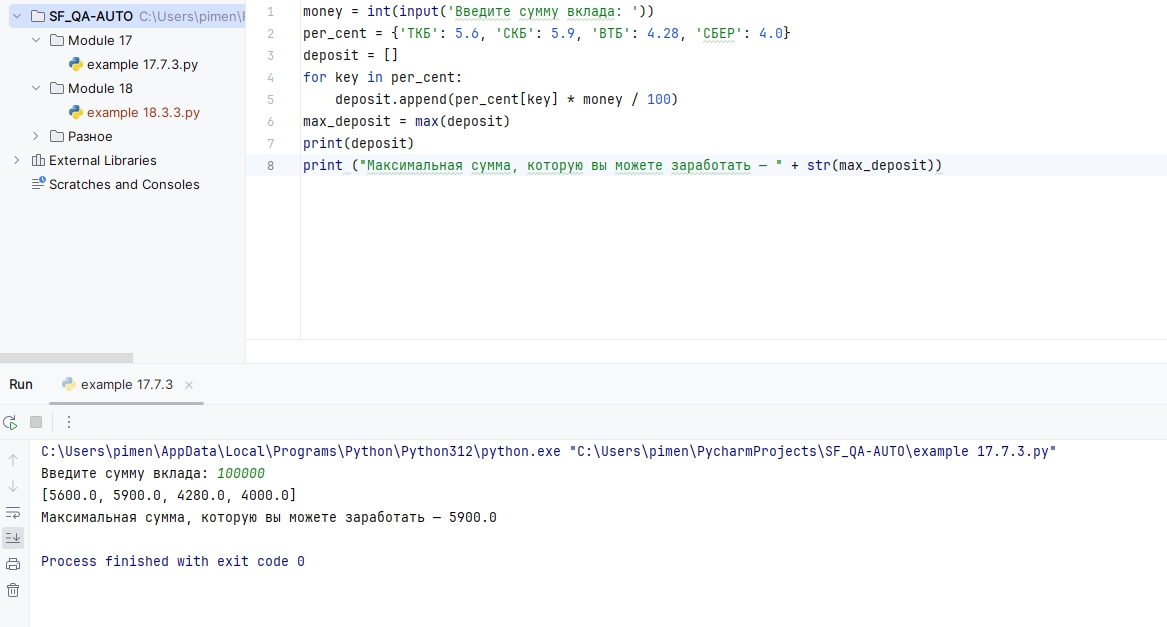 SF_QA-AUTO C:\Users\pimen\
Module 17
example 17.7.3.py
Module 18
example 18.3.3.py
Разное
External Libraries
Scratches and Consoles
1 money = int(input('Введите сумму вклада: '))
2 per_cent = {'ТКБ': 5.6, 'СКБ': 5.9, 'ВТБ': 4.28, 'СБЕР': 4.0}
3 deposit = []
4 for key in per_cent:
5 deposit.append(per_cent[key] * money / 100)
6 max_deposit = max(deposit)
7 print(deposit)
8 print ("Максимальная сумма, которую вы можете заработать — " + str(max_deposit))
Run example 17.7.3
C:\Users\pimen\AppData\Local\Programs\Python\Python312\python.exe "C:\Users\pimen\PycharmProjects\SF_QA-AUTO\example 17.7.3.py"
Введите сумму вклада: 100000
[5600.0, 5900.0, 4280.0, 4000.0]
Максимальная сумма, которую вы можете заработать — 5900.0
Process finished with exit code 0